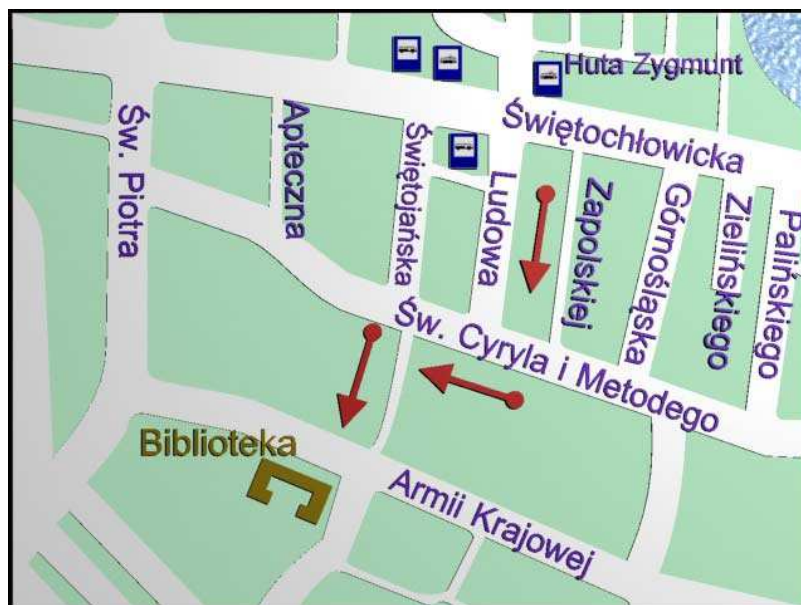 Huta Zygmunt
Świętochłowicka
Św. Piotra
Apteczna
Świętojańska
Ludowa
Zapolskiej
Górnośląska
Zielińskiego
Palińskiego
Św. Cyryla i Metodego
Biblioteka
Armii Krajowej